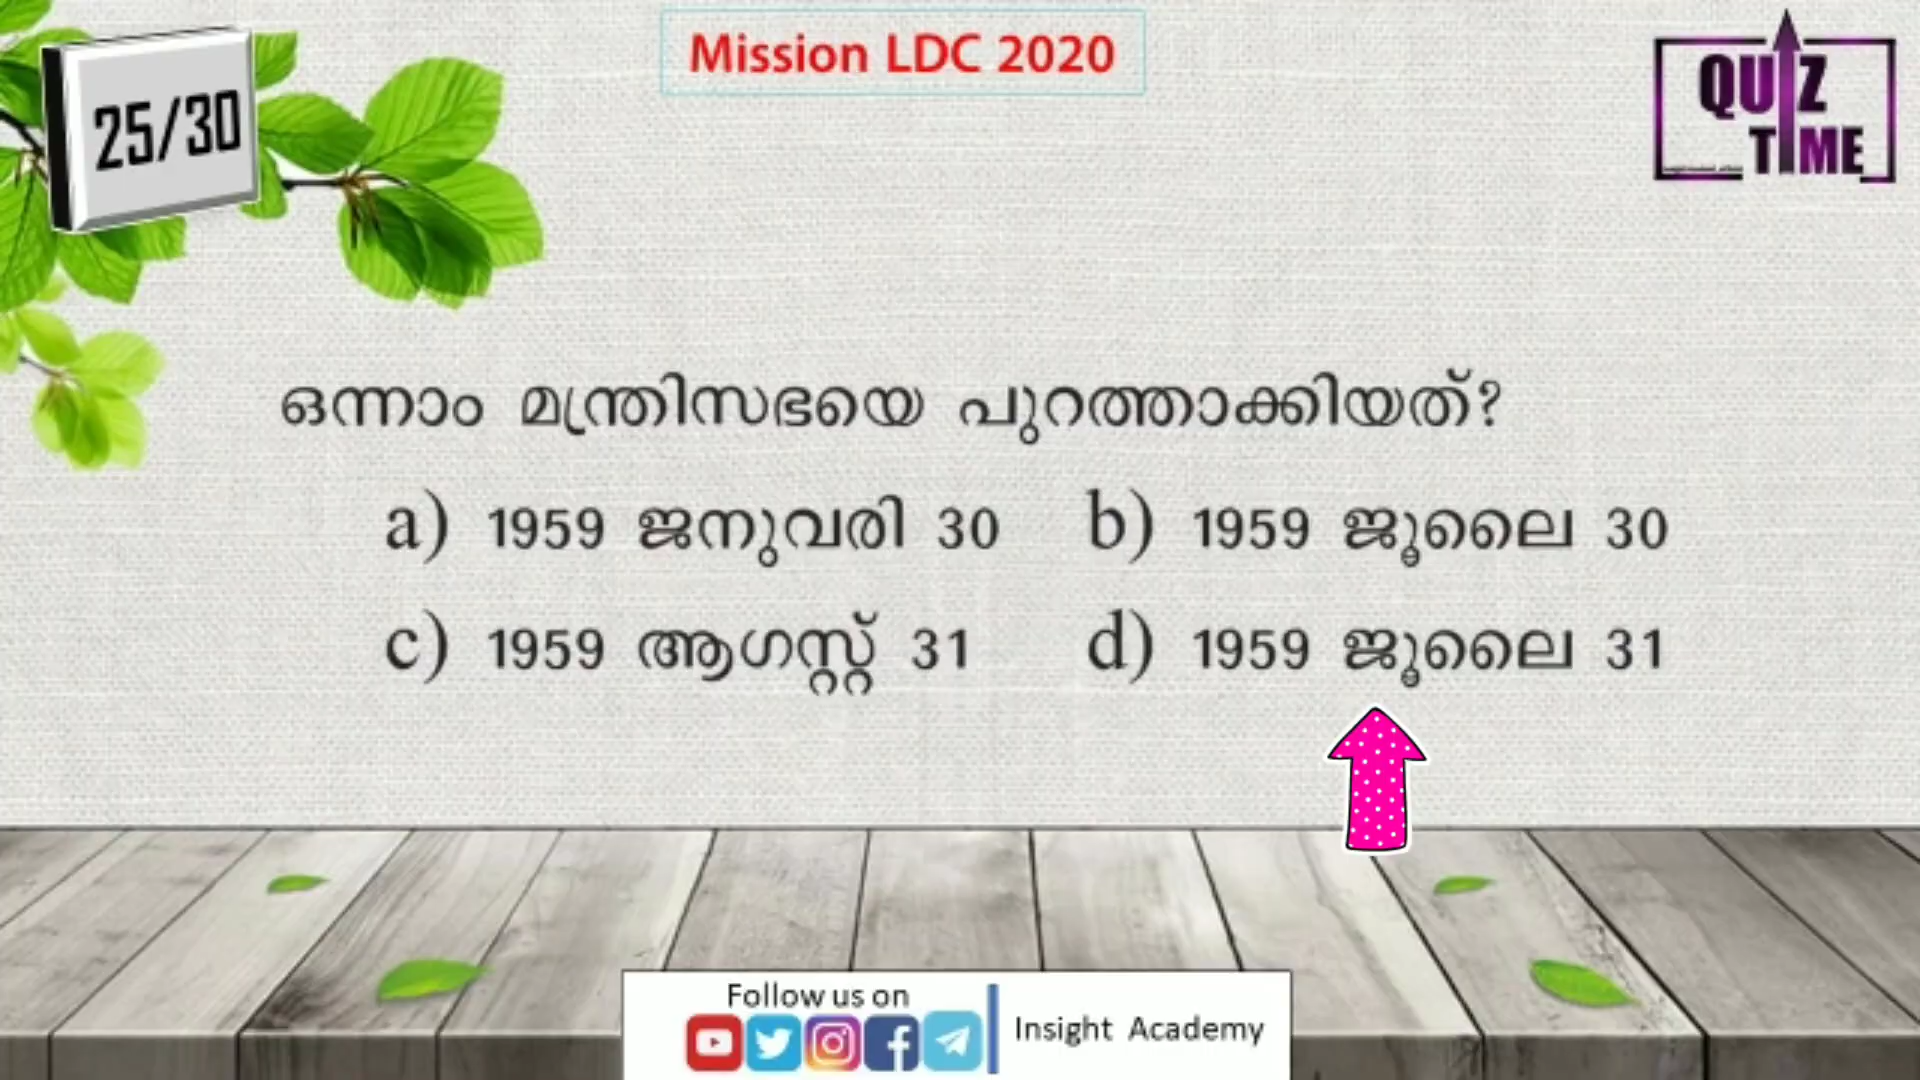 Mission LDC 2020
25/30
QUIZ
TIME
ഒന്നാം മന്ത്രിസഭയെ പുറത്താക്കിയത്?
a) 1959 ജനുവരി 30 b) 1959 ജൂലൈ 30
c) 1959 ആഗസ്റ്റ് 31 d) 1959 ജൂലൈ 31
Follow us on
Insight Academy